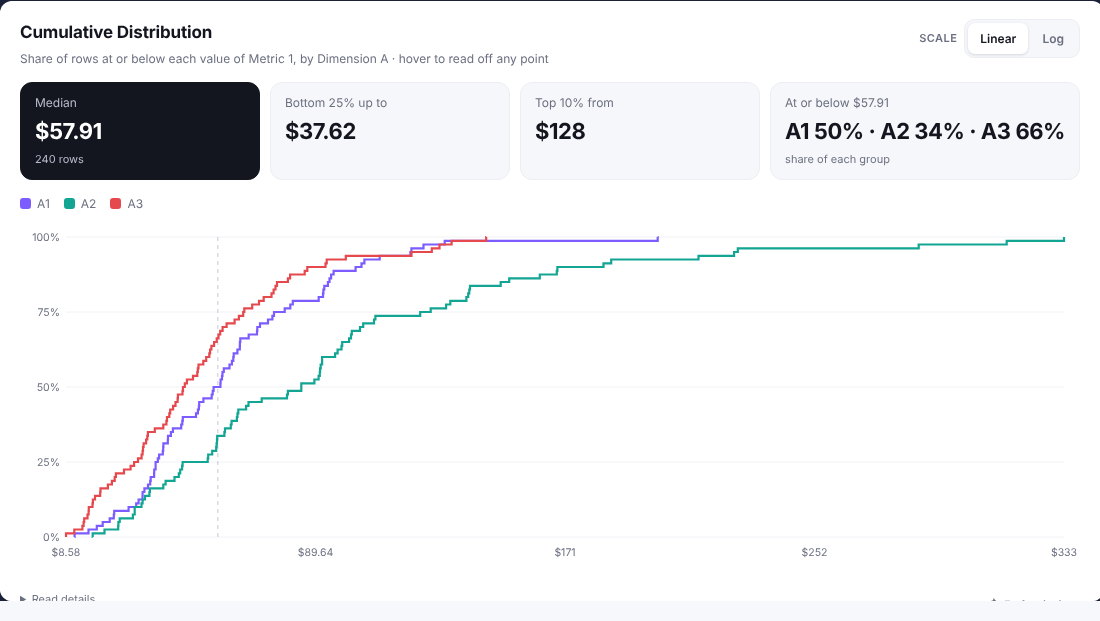 Cumulative Distribution
Share of rows at or below each value of Metric 1, by Dimension A · hover to read off any point
SCALE Linear Log
Median
$57.91
240 rows
Bottom 25% up to
$37.62
Top 10% from
$128
At or below $57.91
A1 50% · A2 34% · A3 66%
share of each group
A1 A2 A3
100%
75%
50%
25%
0%
$8.58 $89.64 $171 $252 $333
Read details